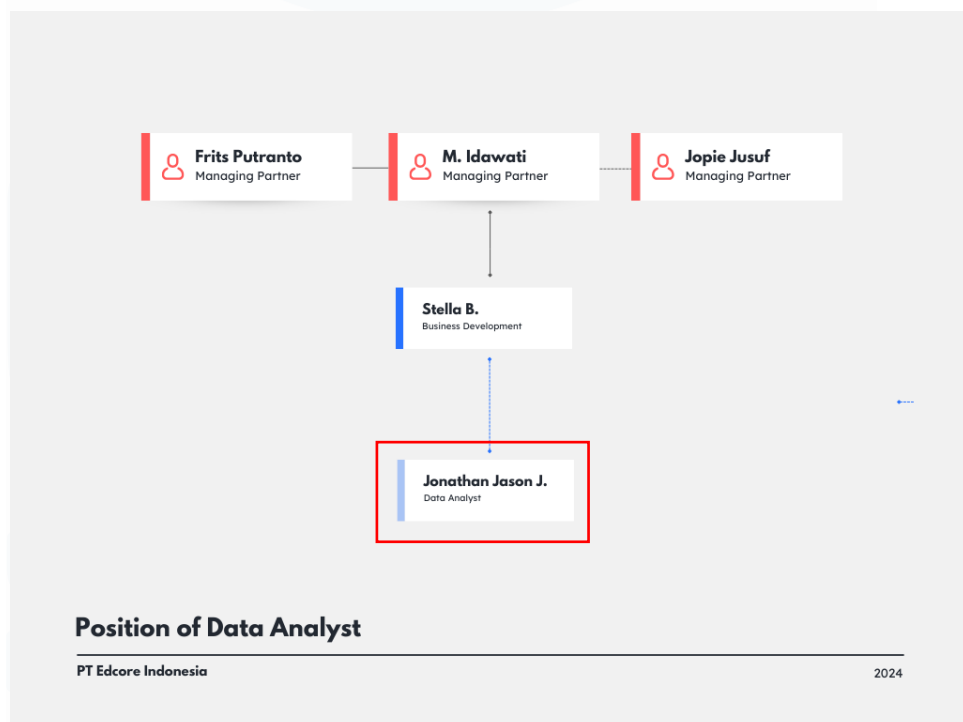 Frits Putranto
Managing Partner
M. Idawati
Managing Partner
Jopie Jusuf
Managing Partner
Stella B.
Business Development
Jonathan Jason J.
Data Analyst
Position of Data Analyst
PT Edcore Indonesia
2024